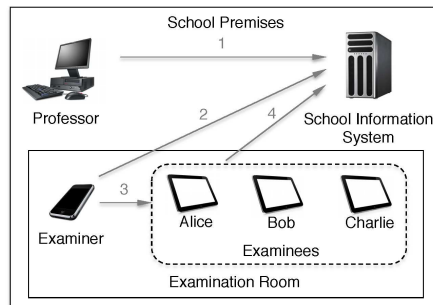 School Premises
1
Professor
2
4
School Information
System
3
Examiner
Alice
Bob
Charlie
Examinees
Examination Room